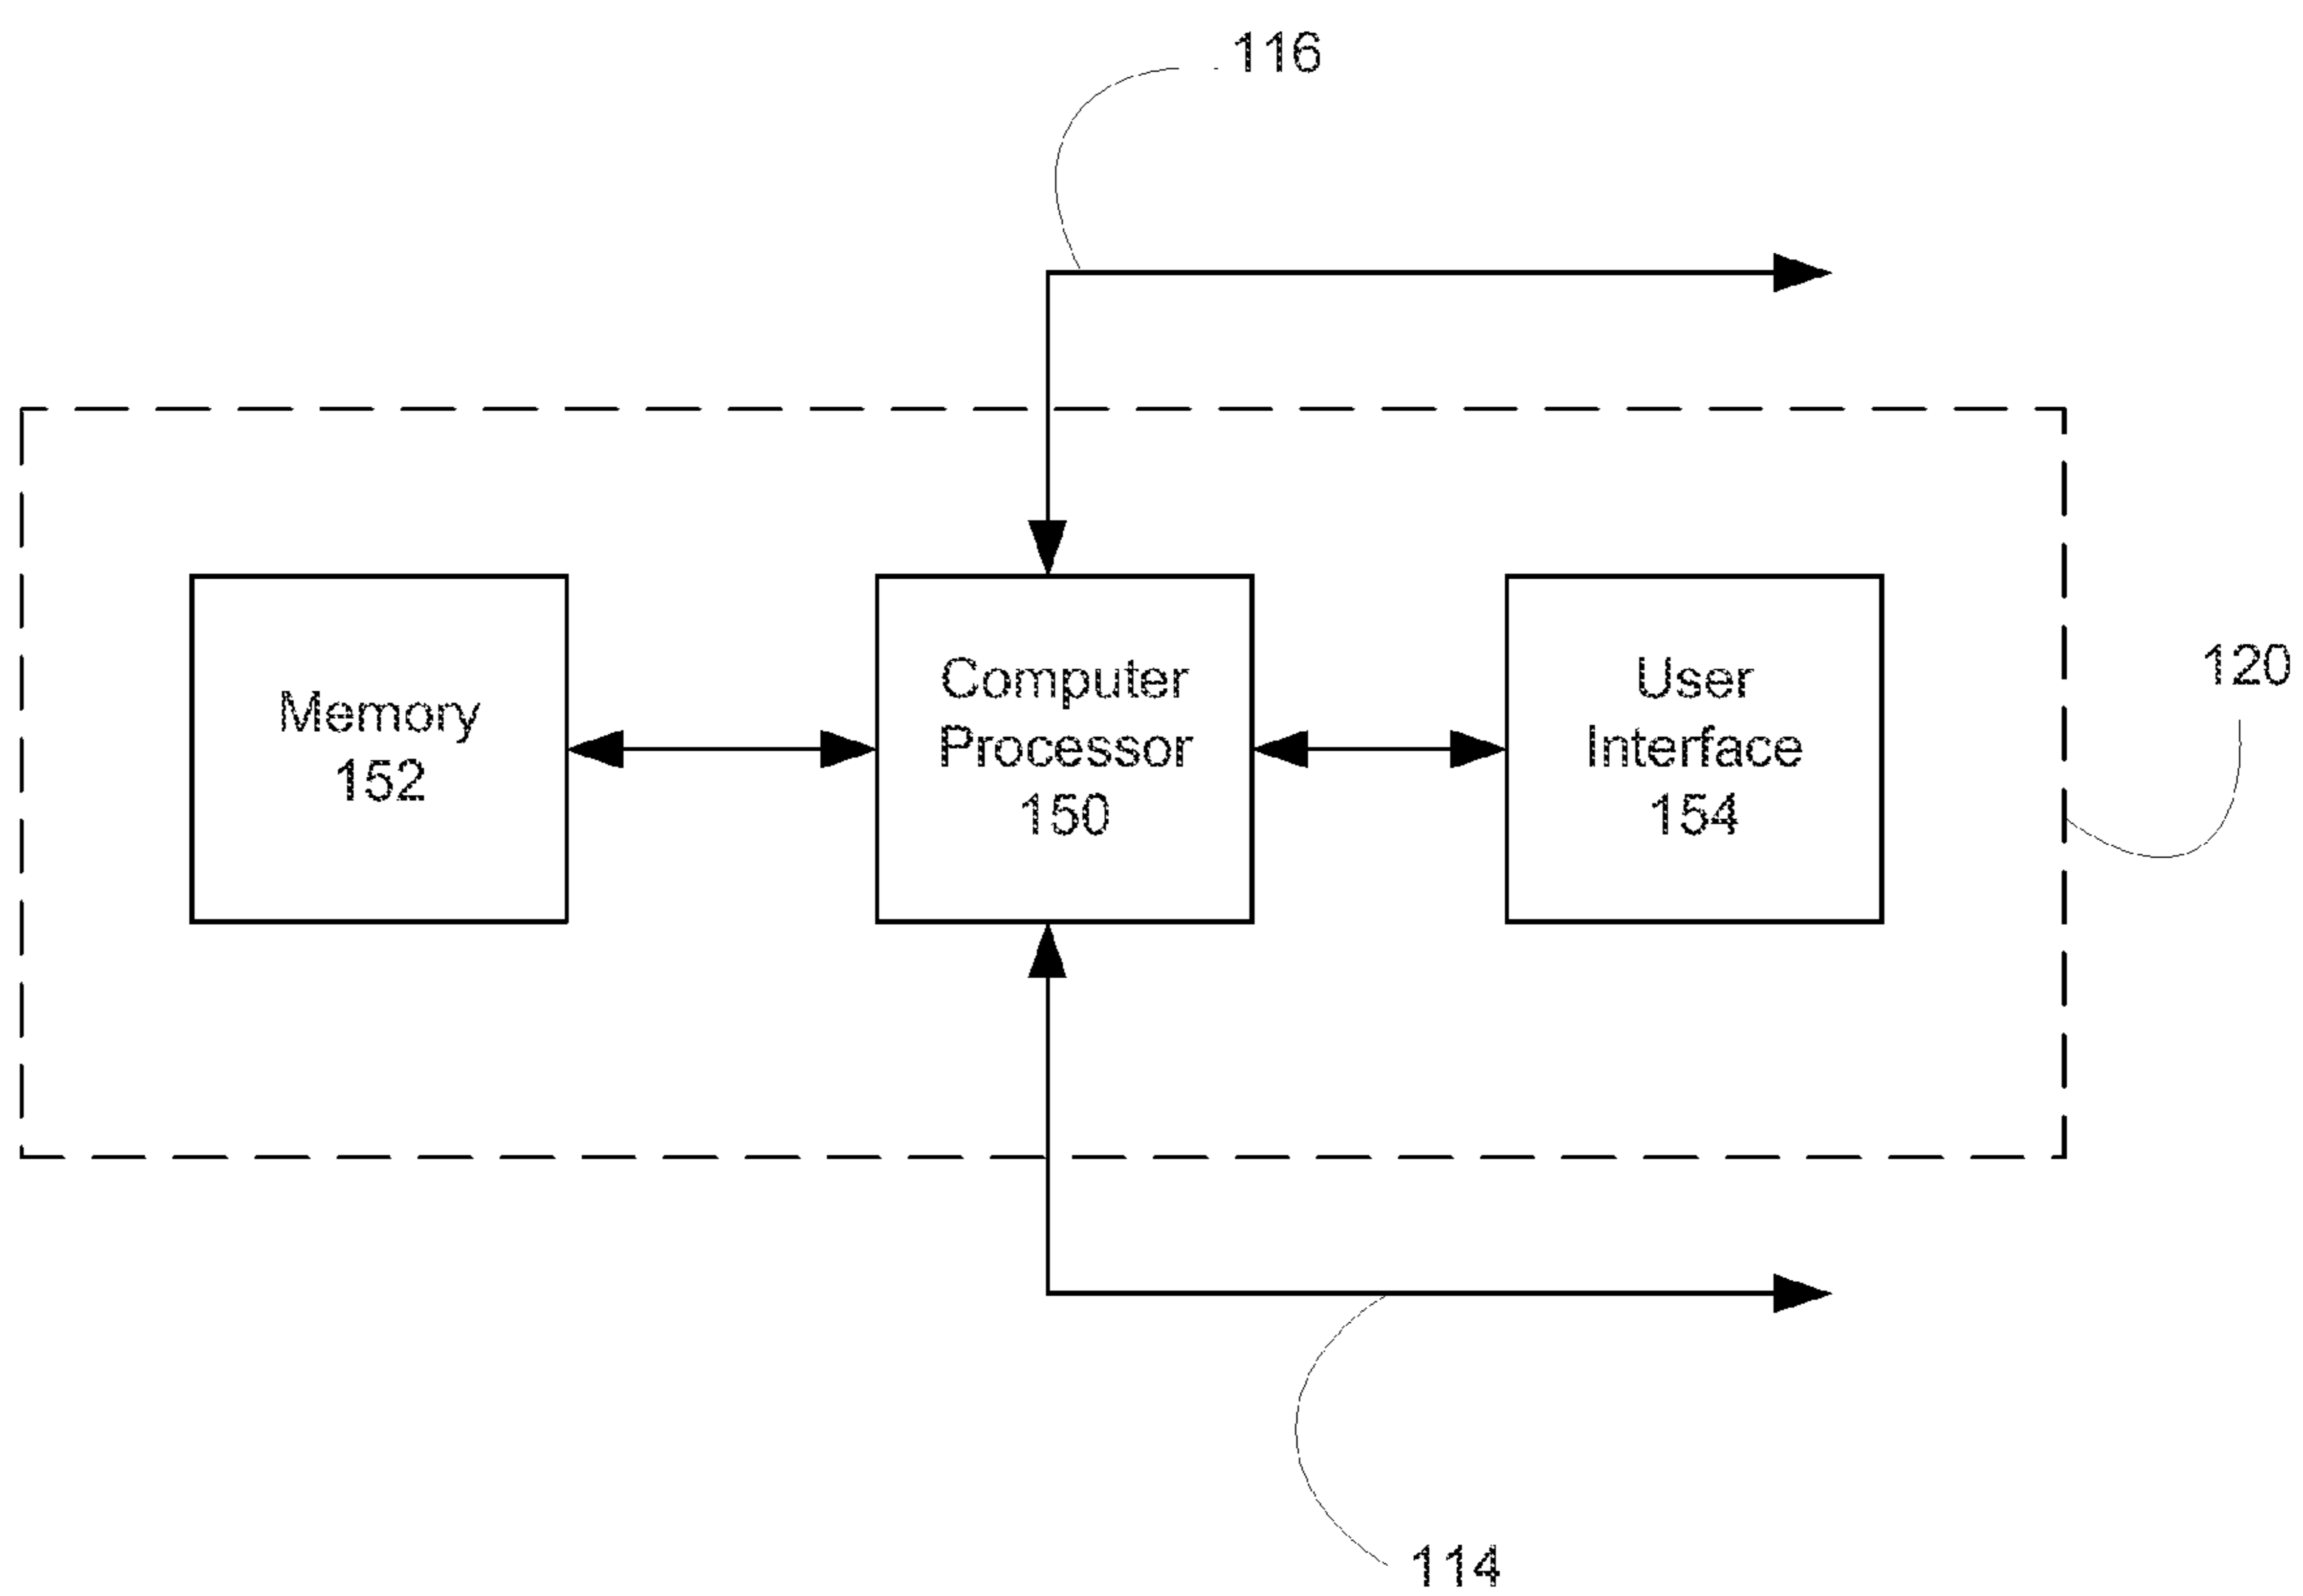 116
120
Memory
152
Computer
Processor
150
User
Interface
154
114